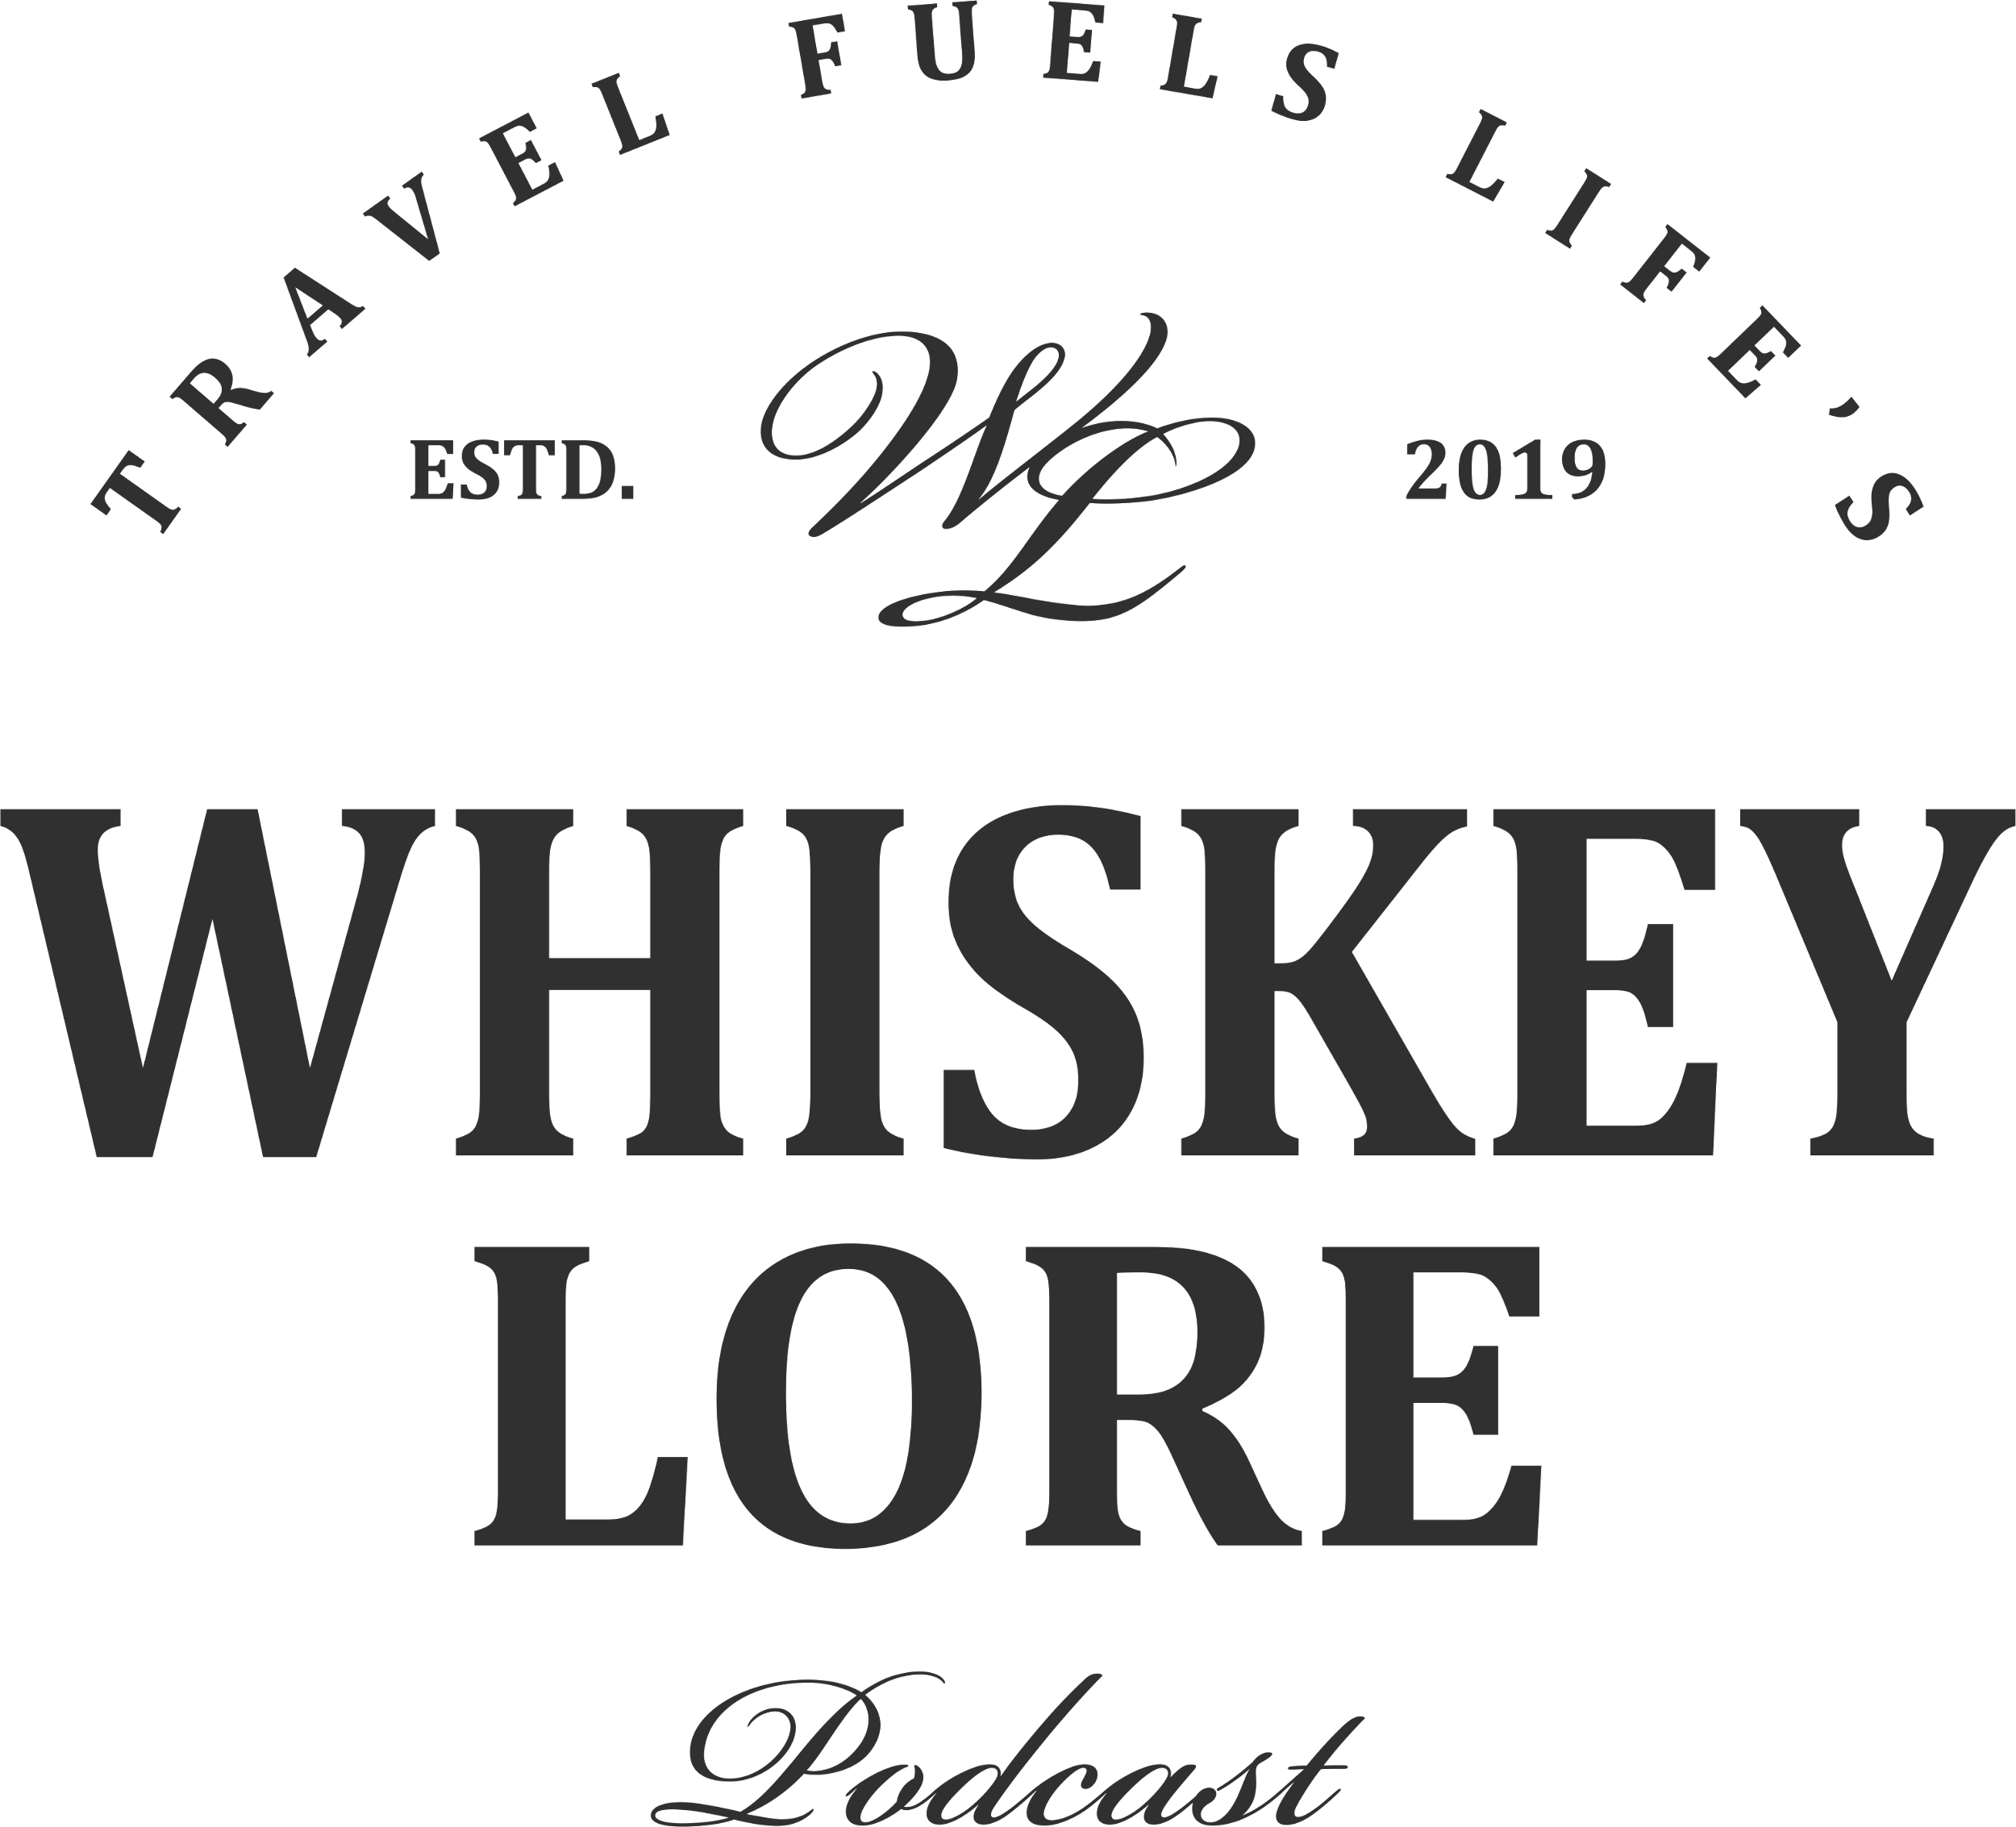 TRAVEL FUELS LIFE'S
ESTD. WL 2019
WHISKEY
LORE
Podcast